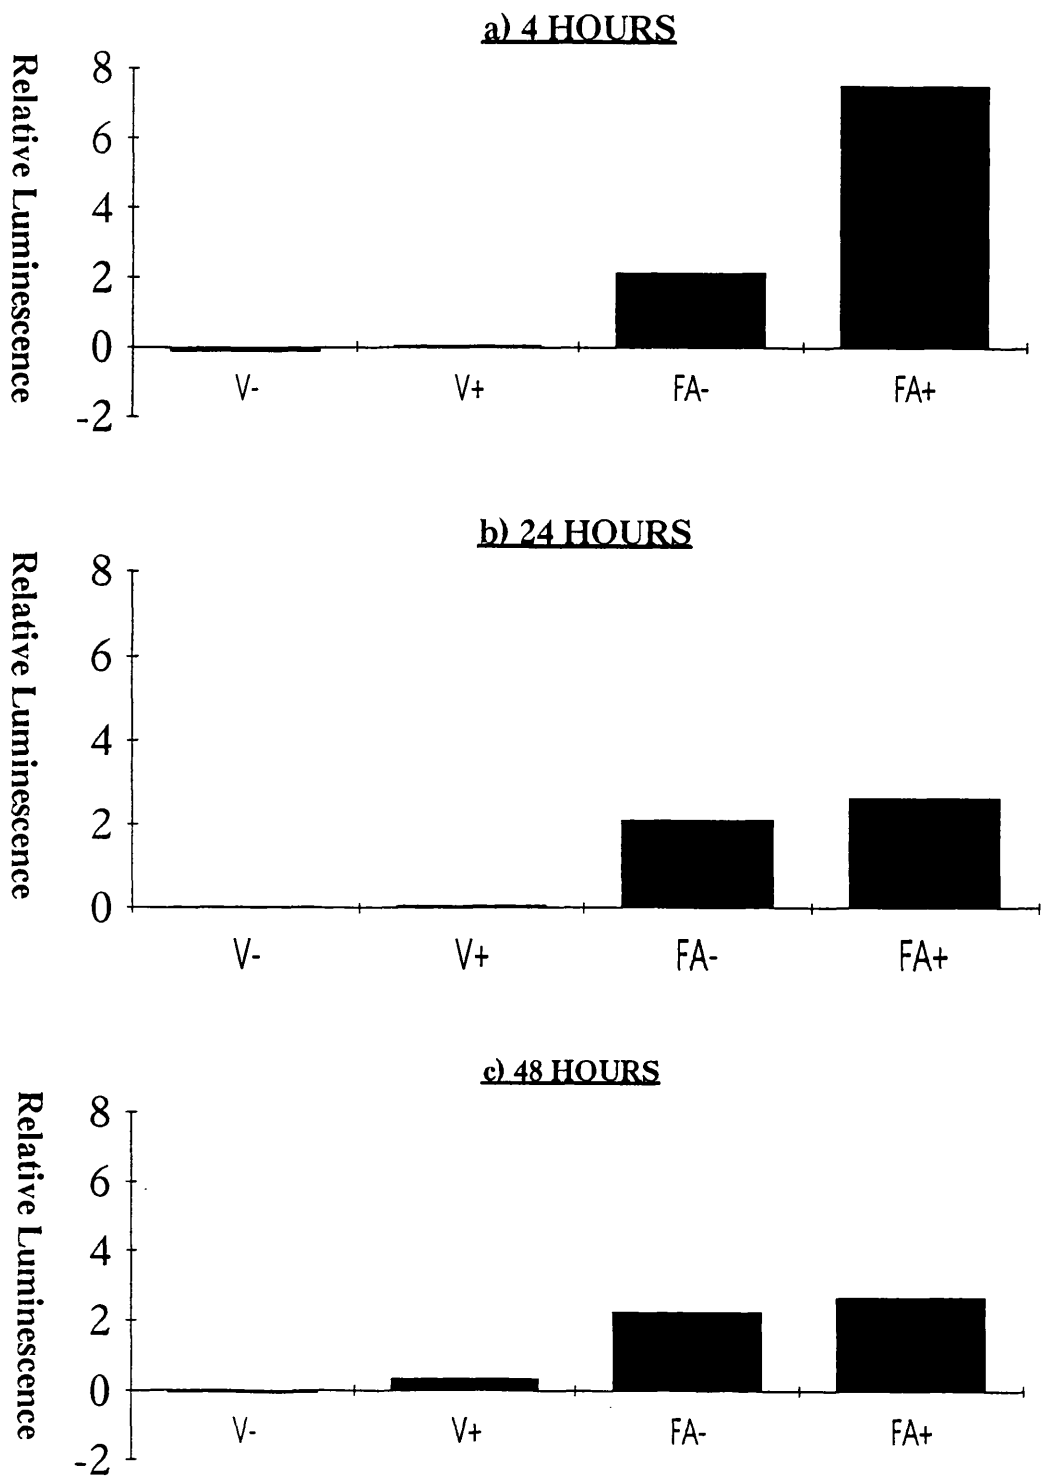 a) 4 HOURS
Relative Luminescence
8
6
4
2
0
-2
V- V+ FA- FA+
b) 24 HOURS
Relative Luminescence
8
6
4
2
0
V- V+ FA- FA+
c) 48 HOURS
Relative Luminescence
8
6
4
2
0
-2
V- V+ FA- FA+